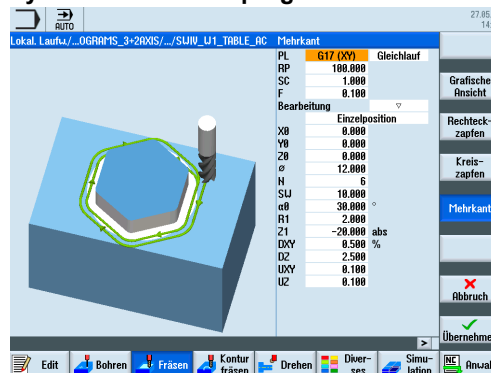 27.05.
AUTO
14:
Lokal. Laufw./...OGRAMS_3+2AXIS/.../SWIV_W1_TABLE_AC
Mehrkant
PL G17 (XY) Gleichlauf
RP 100.000
SC 1.000
F 0.100
Bearbeitung ▽
Einzelposition
X0 0.000
Y0 0.000
Z0 0.000
ø 12.000
N 6
SW 10.000
α0 30.000 °
R1 2.000
Z1 -20.000 abs
DXY 0.500 %
DZ 2.500
UXY 0.100
UZ 0.100
Grafische
Ansicht
Rechteck-
zapfen
Kreis-
zapfen
Mehrkant
Abbruch
Übernehme
>
Edit
Bohren
Fräsen
Kontur
fräsen
Drehen
Diver-
ses
Simu-
lation
NC
Anwal